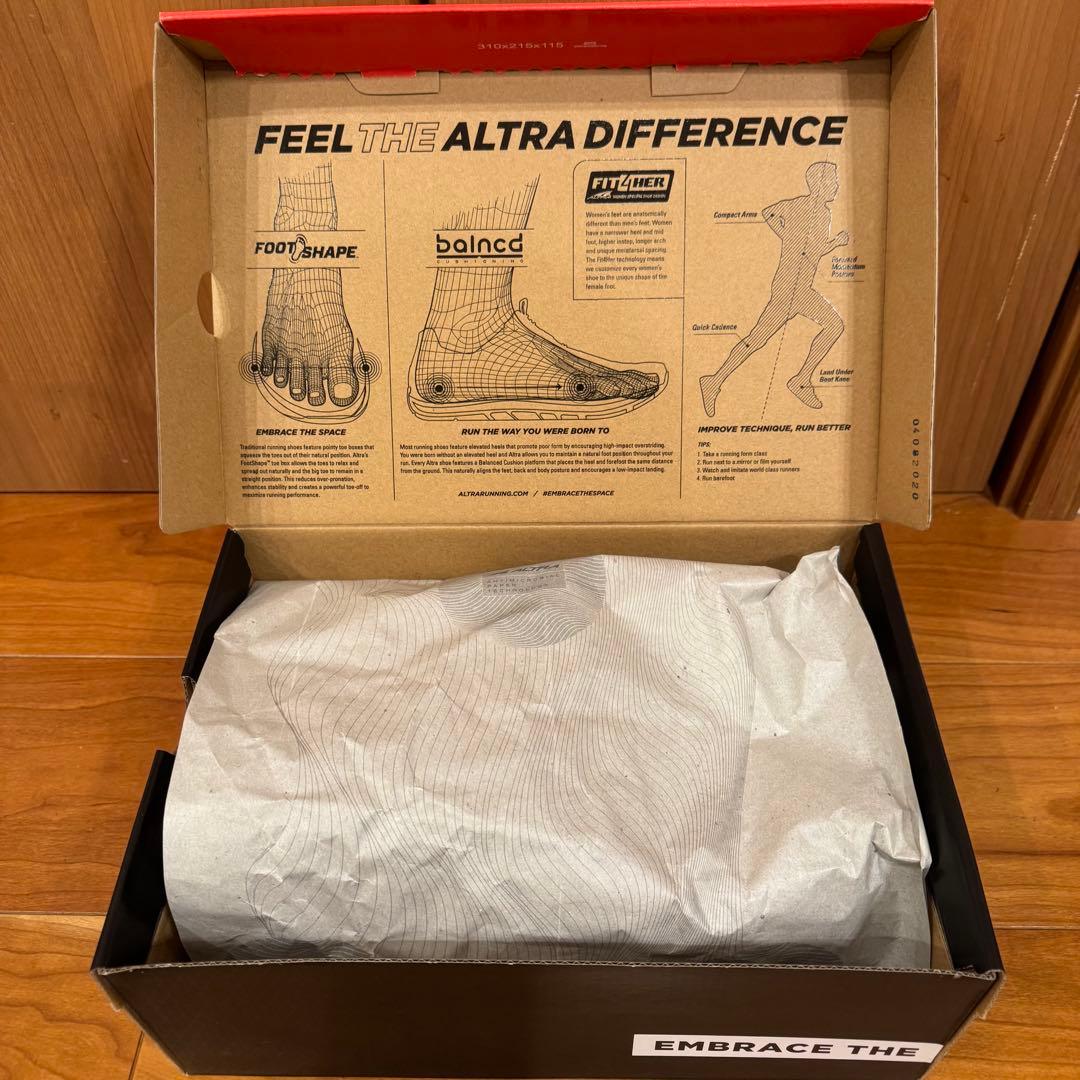 310x215x115
FEEL THE ALTRA DIFFERENCE
FOOTSHAPE
EMBRACE THE SPACE
Traditional running shoes feature pointy toe boxes that
squeeze the toes out of their natural position. Altra's
FootShape™ toe box allows the toes to relax and
spread out naturally and the big toe to remain in a
straight position. This reduces over-pronation,
enhances stability and creates a powerful toe-off to
maximize running performance.
balncd
CUSHIONING
RUN THE WAY YOU WERE BORN TO
Most running shoes feature elevated heels that promote poor form by encouraging high-impact overstriding.
You were born without an elevated heel and Altra allows you to maintain a natural foot position throughout your
run. Every Altra shoe features a Balanced Cushion platform that places the heel and forefoot the same distance
from the ground. This naturally aligns the feet, back and body posture and encourages a low-impact landing.
ALTRARUNNING.COM / #EMBRACETHESPACE
FIT4HER
Women's feet are anatomically
different than men's feet. Women
have a narrower heel and mid
foot, higher instep, longer arch
and unique metatarsal spacing.
The Fit4Her technology means
we customize every women's
shoe to the unique shape of the
female foot.
Compact Arms
Forward
Momentum
Posture
Quick Cadence
Land Under
Bent Knee
IMPROVE TECHNIQUE, RUN BETTER
TIPS:
1. Take a running form class
2. Run next to a mirror or film yourself
3. Watch and imitate world class runners
4. Run barefoot
ALTRA
ANTIMICROBIAL
PAPER
TECHNOLOGY
EMBRACE THE